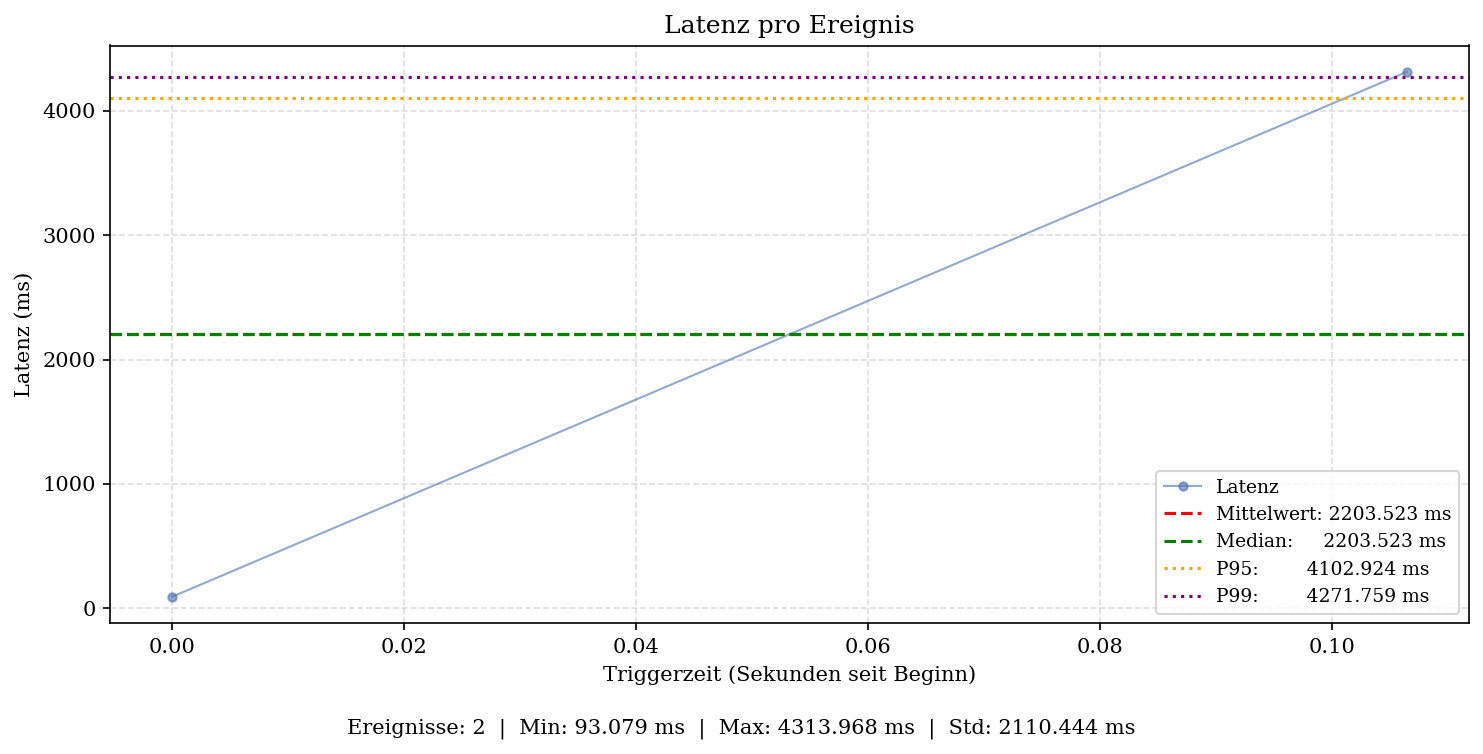 Latenz pro Ereignis
Latenz (ms)
4000
3000
2000
1000
0
Latenz
Mittelwert: 2203.523 ms
Median: 2203.523 ms
P95: 4102.924 ms
P99: 4271.759 ms
0.00 0.02 0.04 0.06 0.08 0.10
Triggerzeit (Sekunden seit Beginn)
Ereignisse: 2 | Min: 93.079 ms | Max: 4313.968 ms | Std: 2110.444 ms